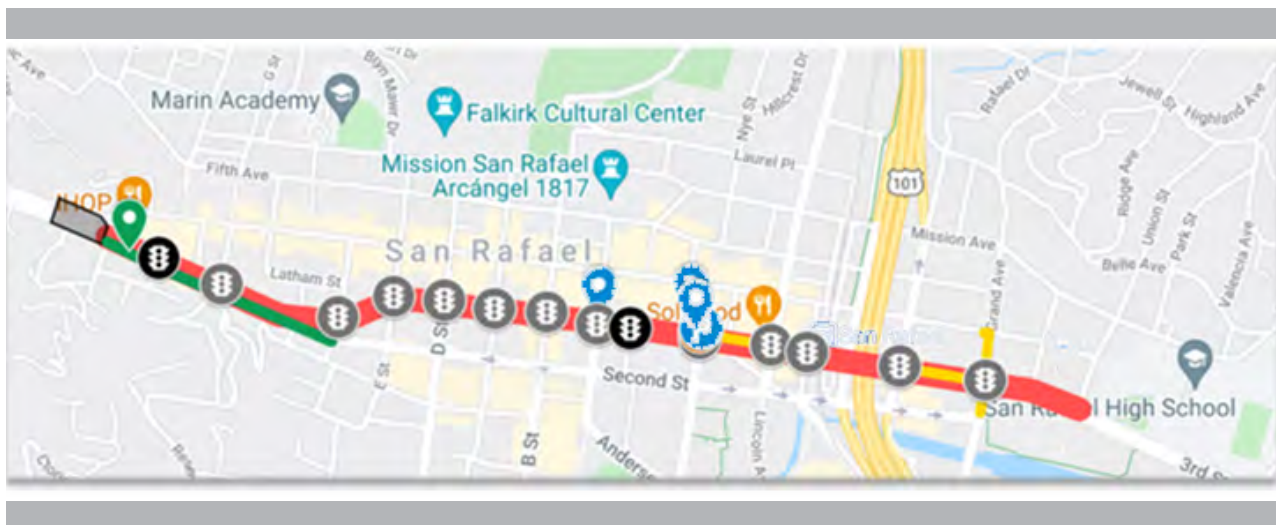 G St
Blyn Mawr Dr
Marin Academy
Falkirk Cultural Center
Nye St
Hillcrest Dr
Rafael Dr
Jewell St
Highland Ave
Fifth Ave
Mission San Rafael
Arcángel 1817
Laurel Pl
101
Ridge Ave
Union St
Park St
Valencia Ave
IHOP
San Rafael
Mission Ave
Belle Ave
Latham St
Grand Ave
D St
E St
Second St
B St
Lincoln A
San Ra l High School
3rd St